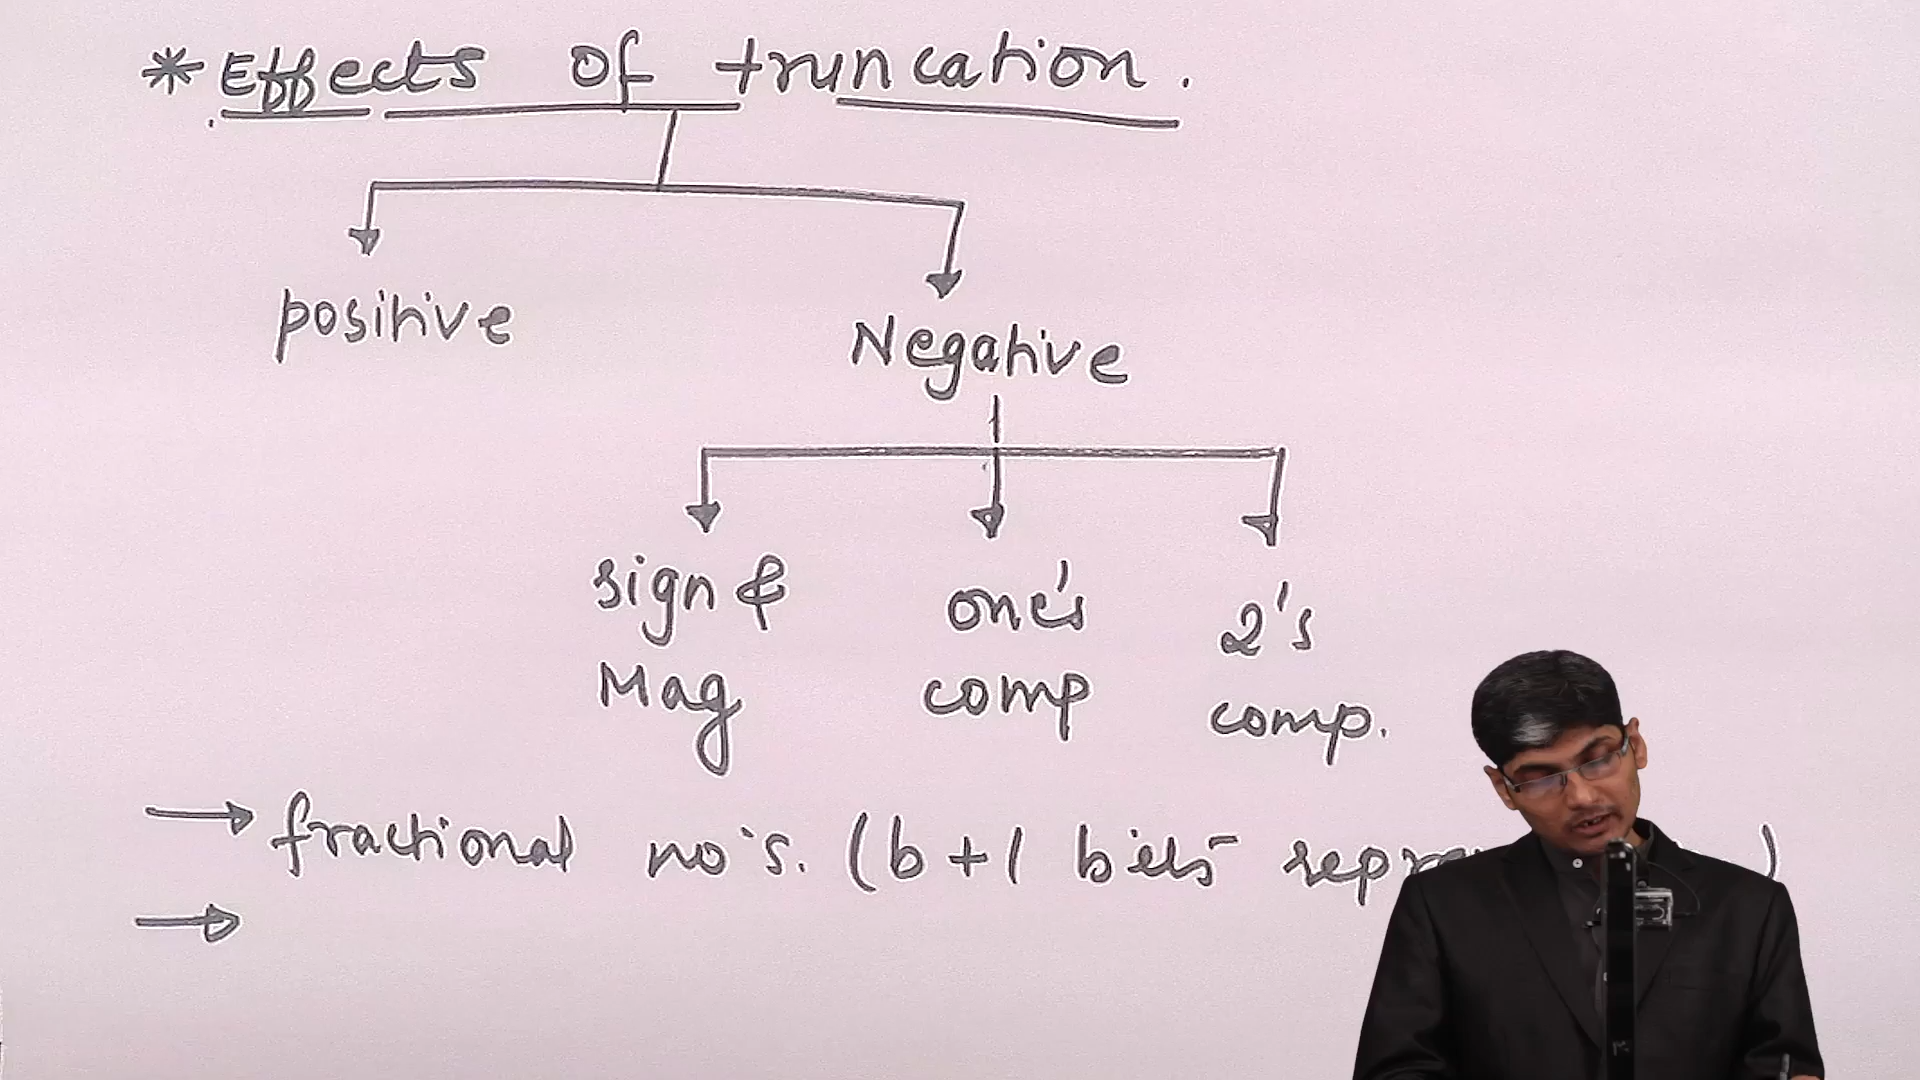 * Effects of truncation.
positive
Negative
sign & one's 2's
Mag comp comp.
→ fractional no's. (b+1 bits )
→